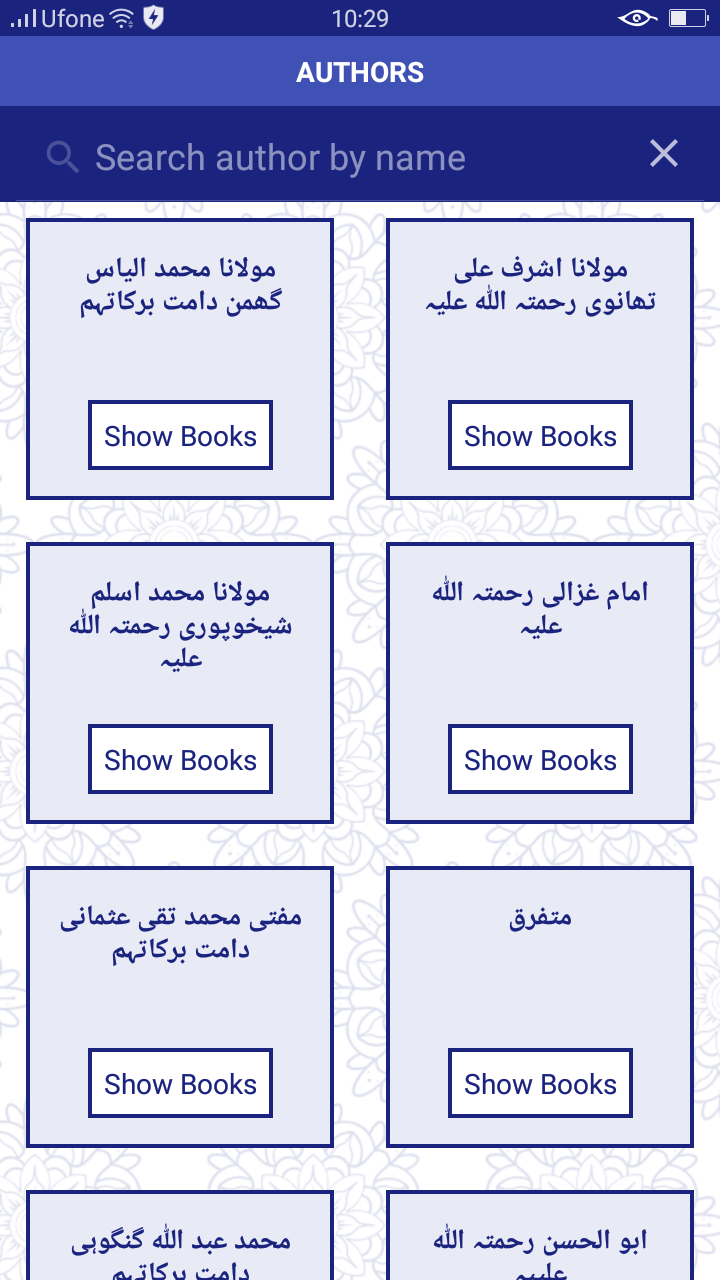 Ufone
10:29
AUTHORS
Search author by name
مولانا محمد الیاس
گھمن دامت برکاتہم
Show Books
مولانا اشرف علی
تھانوی رحمتہ اللہ علیہ
Show Books
مولانا محمد اسلم
شیخوپوری رحمتہ اللہ
علیہ
Show Books
امام غزالی رحمتہ اللہ
علیہ
Show Books
مفتی محمد تقی عثمانی
دامت برکاتہم
Show Books
متفرق
Show Books
محمد عبد اللہ گنگوہی
دامت برکاتہم
ابو الحسن رحمتہ اللہ